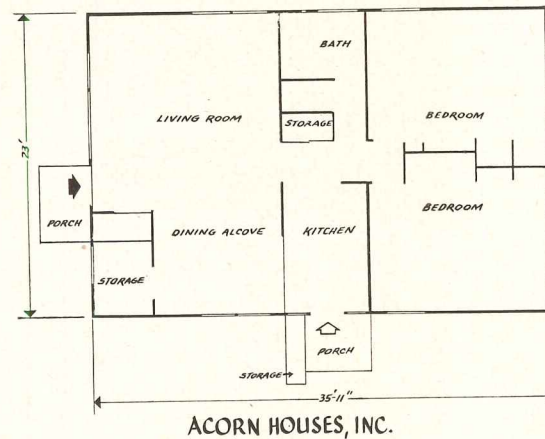 BATH
LIVING ROOM
STORAGE
BEDROOM
23'
BEDROOM
PORCH
DINING ALCOVE
KITCHEN
STORAGE
PORCH
STORAGE
35'-11"
ACORN HOUSES, INC.